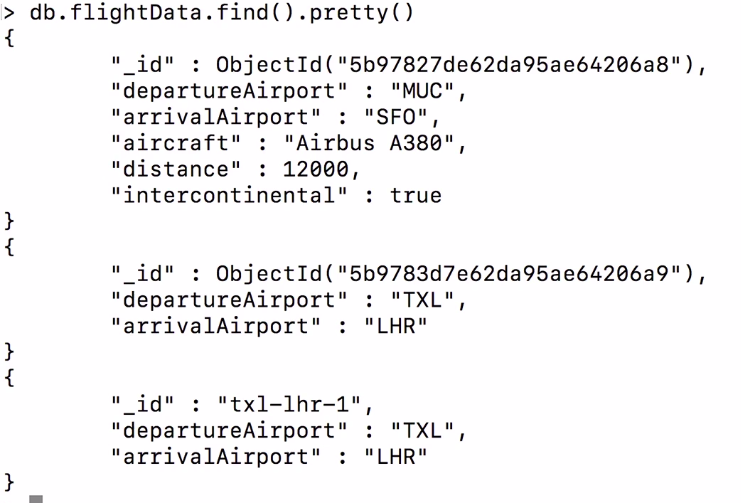 > db.flightData.find().pretty()
{
        "_id" : ObjectId("5b97827de62da95ae64206a8"),
        "departureAirport" : "MUC",
        "arrivalAirport" : "SFO",
        "aircraft" : "Airbus A380",
        "distance" : 12000,
        "intercontinental" : true
}
{
        "_id" : ObjectId("5b9783d7e62da95ae64206a9"),
        "departureAirport" : "TXL",
        "arrivalAirport" : "LHR"
}
{
        "_id" : "txl-lhr-1",
        "departureAirport" : "TXL",
        "arrivalAirport" : "LHR"
}